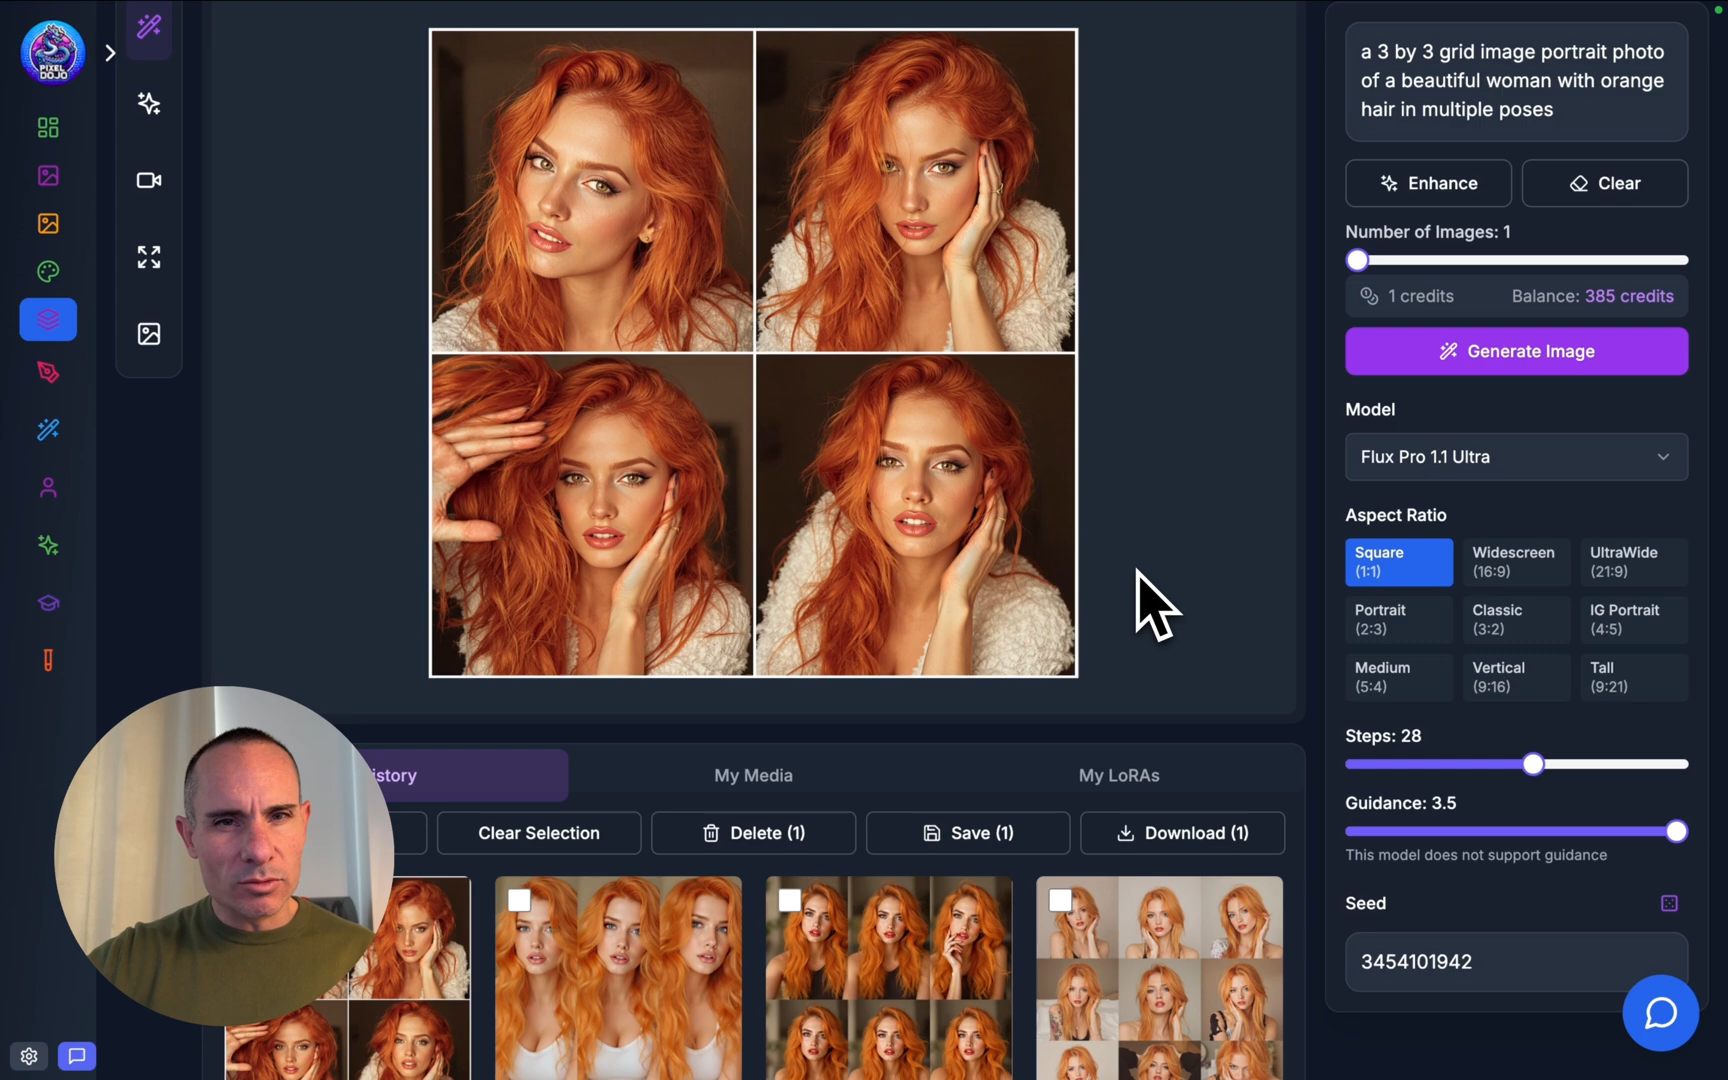 PIXEL
DOJO
a 3 by 3 grid image portrait photo
of a beautiful woman with orange
hair in multiple poses
Enhance
Clear
Number of Images: 1
1 credits
Balance: 385 credits
Generate Image
Model
Flux Pro 1.1 Ultra
Aspect Ratio
Square
(1:1)
Widescreen
(16:9)
UltraWide
(21:9)
Portrait
(2:3)
Classic
(3:2)
IG Portrait
(4:5)
Medium
(5:4)
Vertical
(9:16)
Tall
(9:21)
Steps: 28
Guidance: 3.5
This model does not support guidance
Seed
3454101942
istory
My Media
My LoRAs
Clear Selection
Delete (1)
Save (1)
Download (1)